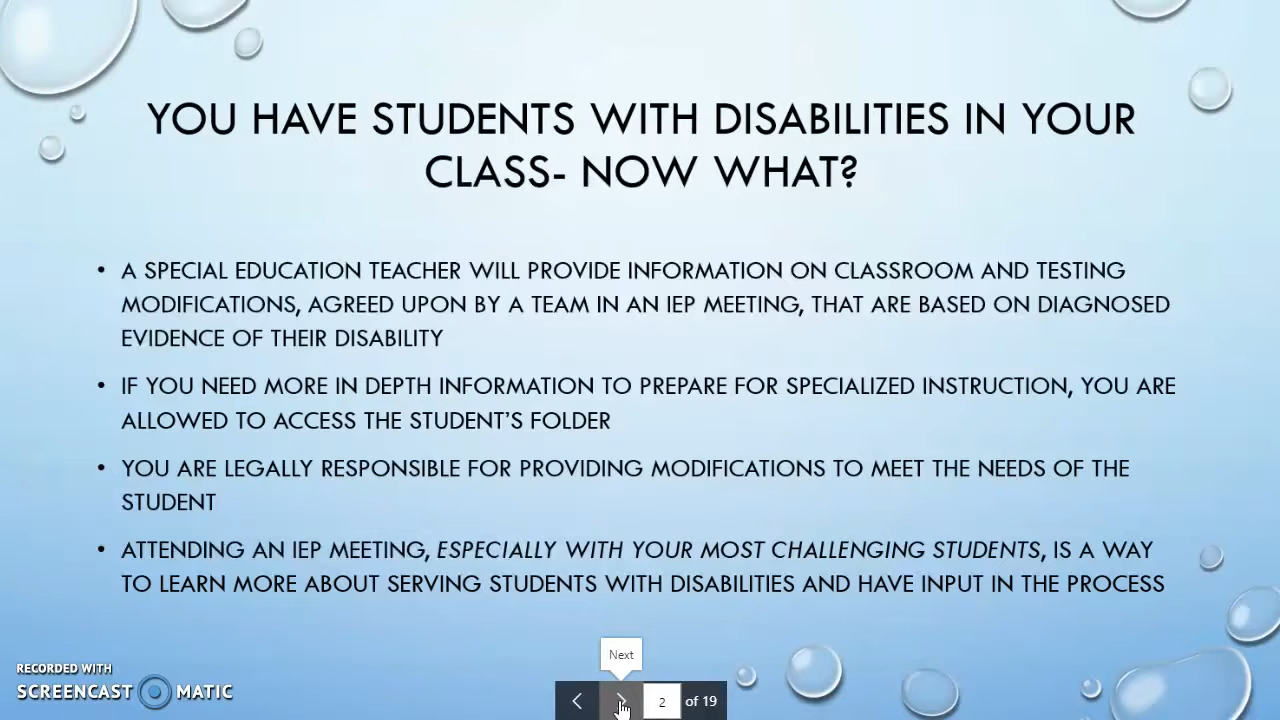 YOU HAVE STUDENTS WITH DISABILITIES IN YOUR
CLASS- NOW WHAT?
• A SPECIAL EDUCATION TEACHER WILL PROVIDE INFORMATION ON CLASSROOM AND TESTING
MODIFICATIONS, AGREED UPON BY A TEAM IN AN IEP MEETING, THAT ARE BASED ON DIAGNOSED
EVIDENCE OF THEIR DISABILITY
• IF YOU NEED MORE IN DEPTH INFORMATION TO PREPARE FOR SPECIALIZED INSTRUCTION, YOU ARE
ALLOWED TO ACCESS THE STUDENT'S FOLDER
• YOU ARE LEGALLY RESPONSIBLE FOR PROVIDING MODIFICATIONS TO MEET THE NEEDS OF THE
STUDENT
• ATTENDING AN IEP MEETING, ESPECIALLY WITH YOUR MOST CHALLENGING STUDENTS, IS A WAY
TO LEARN MORE ABOUT SERVING STUDENTS WITH DISABILITIES AND HAVE INPUT IN THE PROCESS
Next
2 of 19
RECORDED WITH
SCREENCAST MATIC